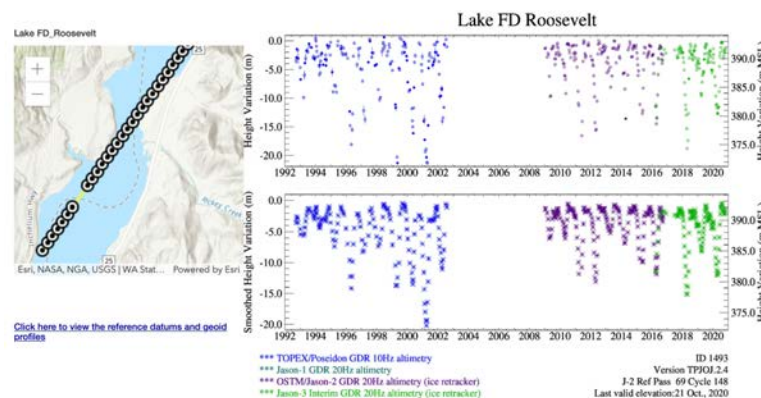 Lake FD Roosevelt
Lake FD_Roosevelt
25
+
−
25
Esri, NASA, NGA, USGS | WA Stat... Powered by Esri
Click here to view the reference datums and geoid
profiles
Height Variation (m)
0.0
-5.0
-10.0
-15.0
-20.0
390.0
385.0
380.0
375.0
1992 1994 1996 1998 2000 2002 2004 2006 2008 2010 2012 2014 2016 2018 2020
Smoothed Height Variation (m)
0.0
-5.0
-10.0
-15.0
-20.0
390.0
385.0
380.0
375.0
1992 1994 1996 1998 2000 2002 2004 2006 2008 2010 2012 2014 2016 2018 2020
*** TOPEX/Poseidon GDR 10Hz altimetry
*** Jason-1 GDR 20Hz altimetry
*** OSTM/Jason-2 GDR 20Hz altimetry (ice retracker)
*** Jason-3 Interim GDR 20Hz altimetry (ice retracker)
ID 1493
Version TPJOJ.2.4
J-2 Ref Pass 69 Cycle 148
Last valid elevation:21 Oct., 2020